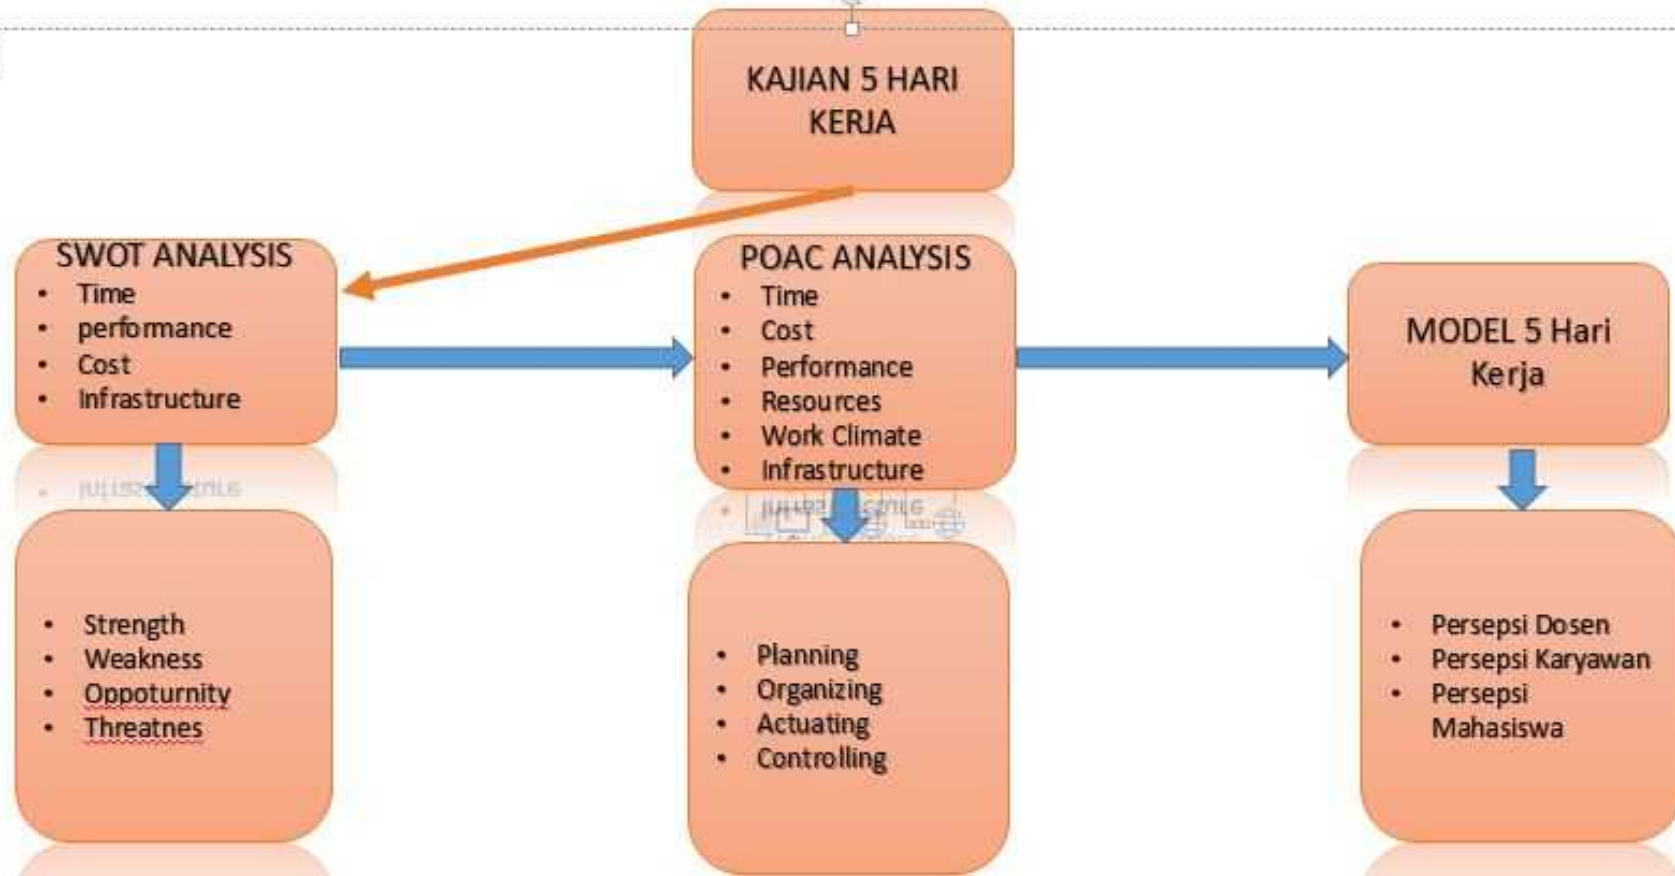 KAJIAN 5 HARI
KERJA
SWOT ANALYSIS
• Time
• performance
• Cost
• Infrastructure
POAC ANALYSIS
• Time
• Cost
• Performance
• Resources
• Work Climate
• Infrastructure
MODEL 5 Hari
Kerja
• Strength
• Weakness
• Oppoturnity
• Threatnes
• Planning
• Organizing
• Actuating
• Controlling
• Persepsi Dosen
• Persepsi Karyawan
• Persepsi
Mahasiswa